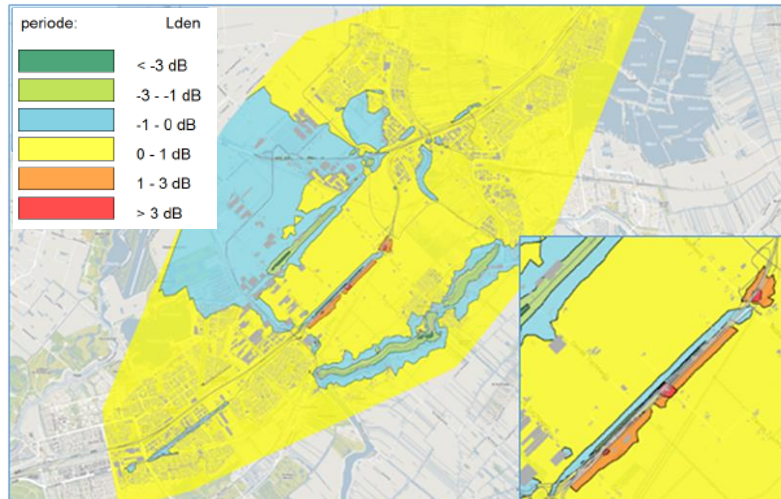 periode: Lden
< -3 dB
-3 - -1 dB
-1 - 0 dB
0 - 1 dB
1 - 3 dB
> 3 dB